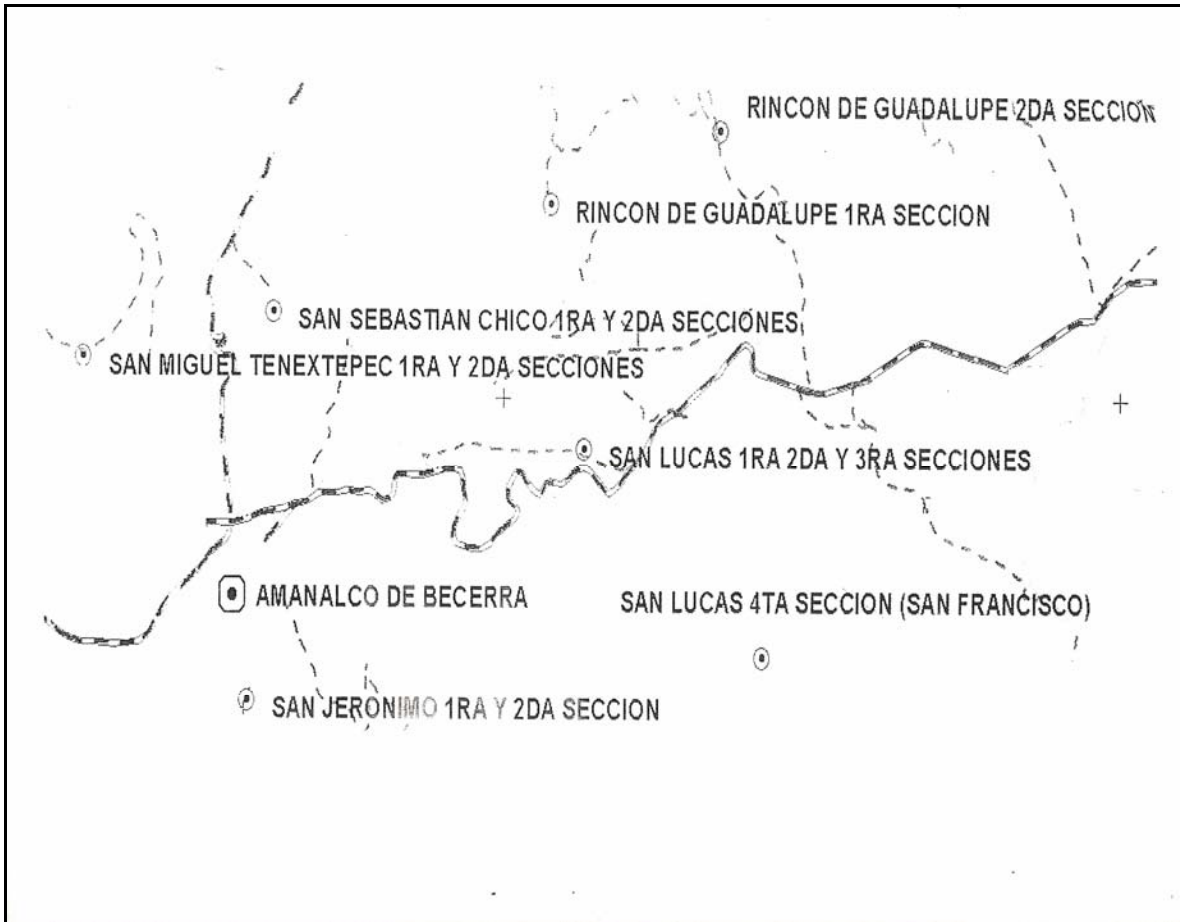 RINCON DE GUADALUPE 2DA SECCION
RINCON DE GUADALUPE 1RA SECCION
SAN SEBASTIAN CHICO 1RA Y 2DA SECCIONES
SAN MIGUEL TENEXTEPEC 1RA Y 2DA SECCIONES
SAN LUCAS 1RA 2DA Y 3RA SECCIONES
AMANALCO DE BECERRA
SAN LUCAS 4TA SECCION (SAN FRANCISCO)
SAN JERONIMO 1RA Y 2DA SECCION